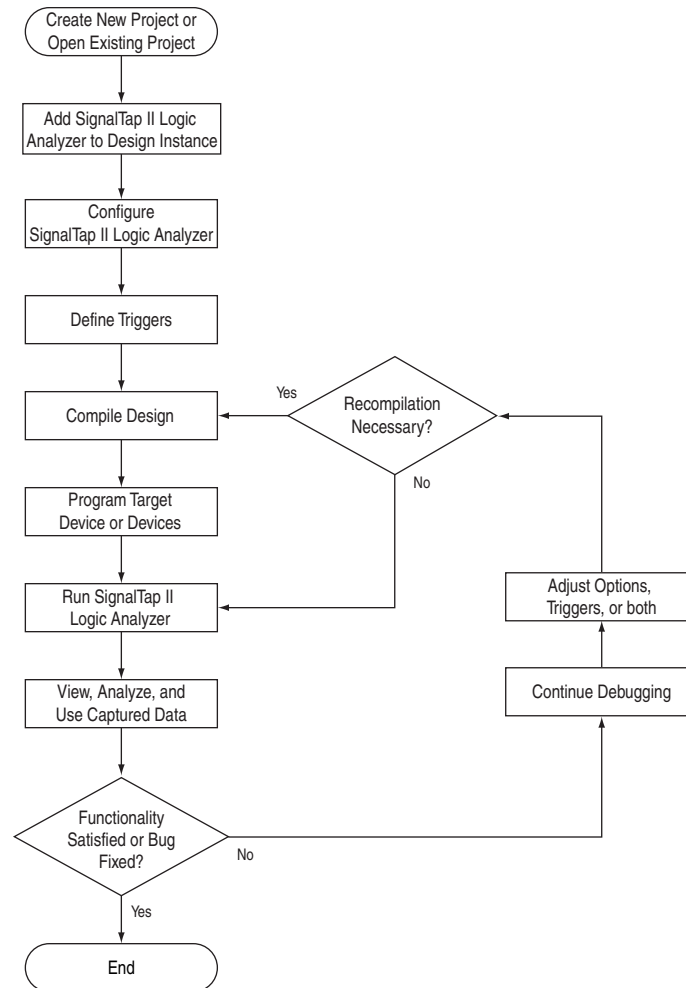 Create New Project or
Open Existing Project
Add SignalTap II Logic
Analyzer to Design Instance
Configure
SignalTap II Logic Analyzer
Define Triggers
Compile Design
Yes
Recompilation
Necessary?
No
Program Target
Device or Devices
Run SignalTap II
Logic Analyzer
Adjust Options,
Triggers, or both
Continue Debugging
View, Analyze, and
Use Captured Data
Functionality
Satisfied or Bug
Fixed?
No
Yes
End